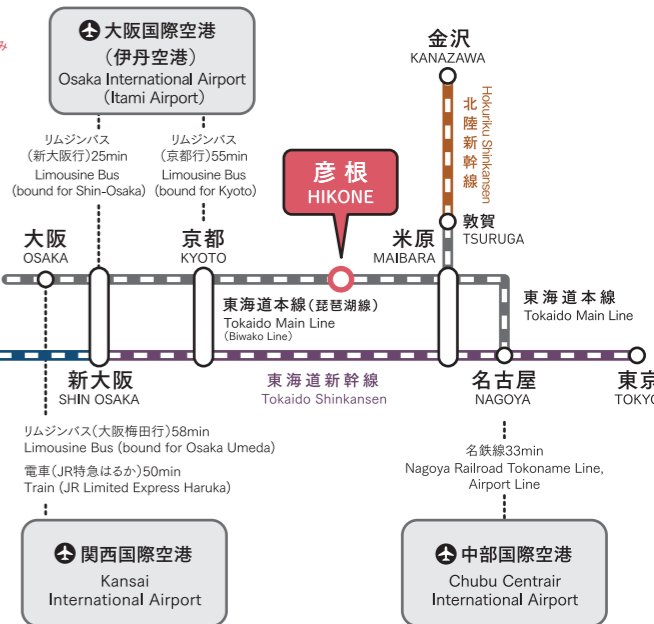 み
大阪国際空港
(伊丹空港)
Osaka International Airport
(Itami Airport)
金沢
KANAZAWA
北陸新幹線
Hokuriku Shinkansen
リムジンバス
(新大阪行)25min
Limousine Bus
(bound for Shin-Osaka)
リムジンバス
(京都行)55min
Limousine Bus
(bound for Kyoto)
彦根
HIKONE
敦賀
TSURUGA
大阪
OSAKA
京都
KYOTO
米原
MAIBARA
東海道本線(琵琶湖線)
Tokaido Main Line
(Biwako Line)
東海道本線
Tokaido Main Line
新大阪
SHIN OSAKA
東海道新幹線
Tokaido Shinkansen
名古屋
NAGOYA
東京
TOKYO
リムジンバス(大阪梅田行)58min
Limousine Bus (bound for Osaka Umeda)
電車(JR特急はるか)50min
Train (JR Limited Express Haruka)
名鉄線33min
Nagoya Railroad Tokoname Line,
Airport Line
関西国際空港
Kansai
International Airport
中部国際空港
Chubu Centrair
International Airport